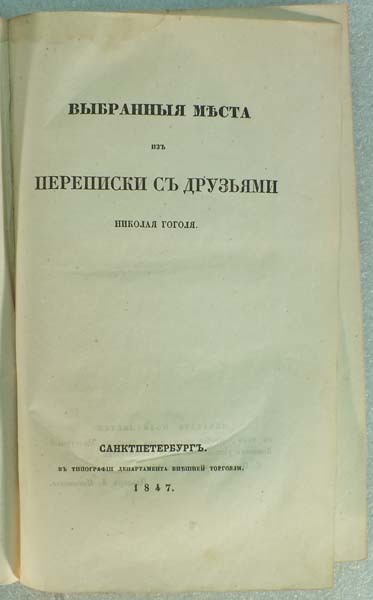 ВЫБРАННЫЯ МѢСТА
ИЗЪ
ПЕРЕПИСКИ СЪ ДРУЗЬЯМИ
НИКОЛАЯ ГОГОЛЯ.
САНКТПЕТЕРБУРГЪ.
ВЪ ТИПОГРАФІИ ДЕПАРТАМЕНТА ВНѢШНЕЙ ТОРГОВЛИ.
1847.